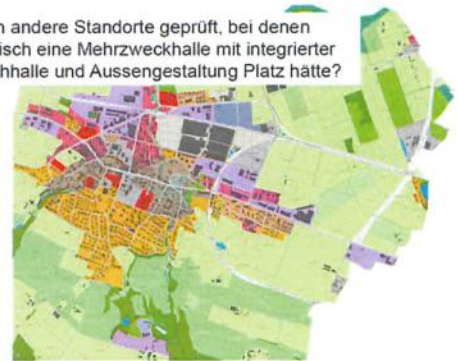 n andere Standorte geprüft, bei denen
isch eine Mehrzweckhalle mit integrierter
hhalle und Aussengestaltung Platz hätte?